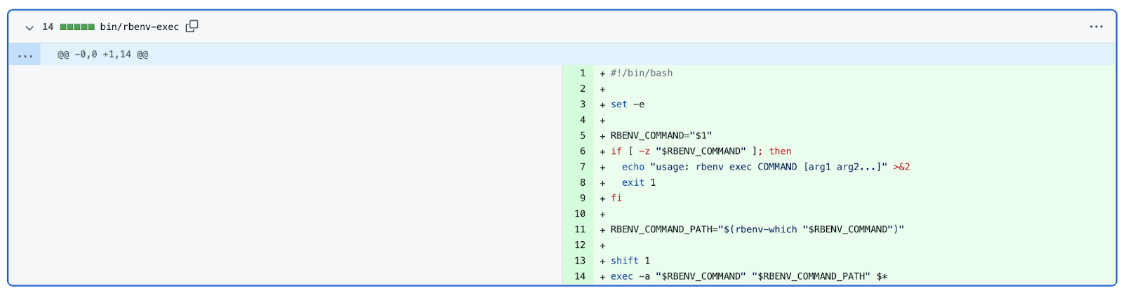 14 bin/rbenv-exec
... @@ -0,0 +1,14 @@
1 + #!/bin/bash
2 +
3 + set -e
4 +
5 + RBENV_COMMAND="$1"
6 + if [ -z "$RBENV_COMMAND" ]; then
7 + echo "usage: rbenv exec COMMAND [arg1 arg2...]" >&2
8 + exit 1
9 + fi
10 +
11 + RBENV_COMMAND_PATH="$(rbenv-which "$RBENV_COMMAND")"
12 +
13 + shift 1
14 + exec -a "$RBENV_COMMAND" "$RBENV_COMMAND_PATH" $*